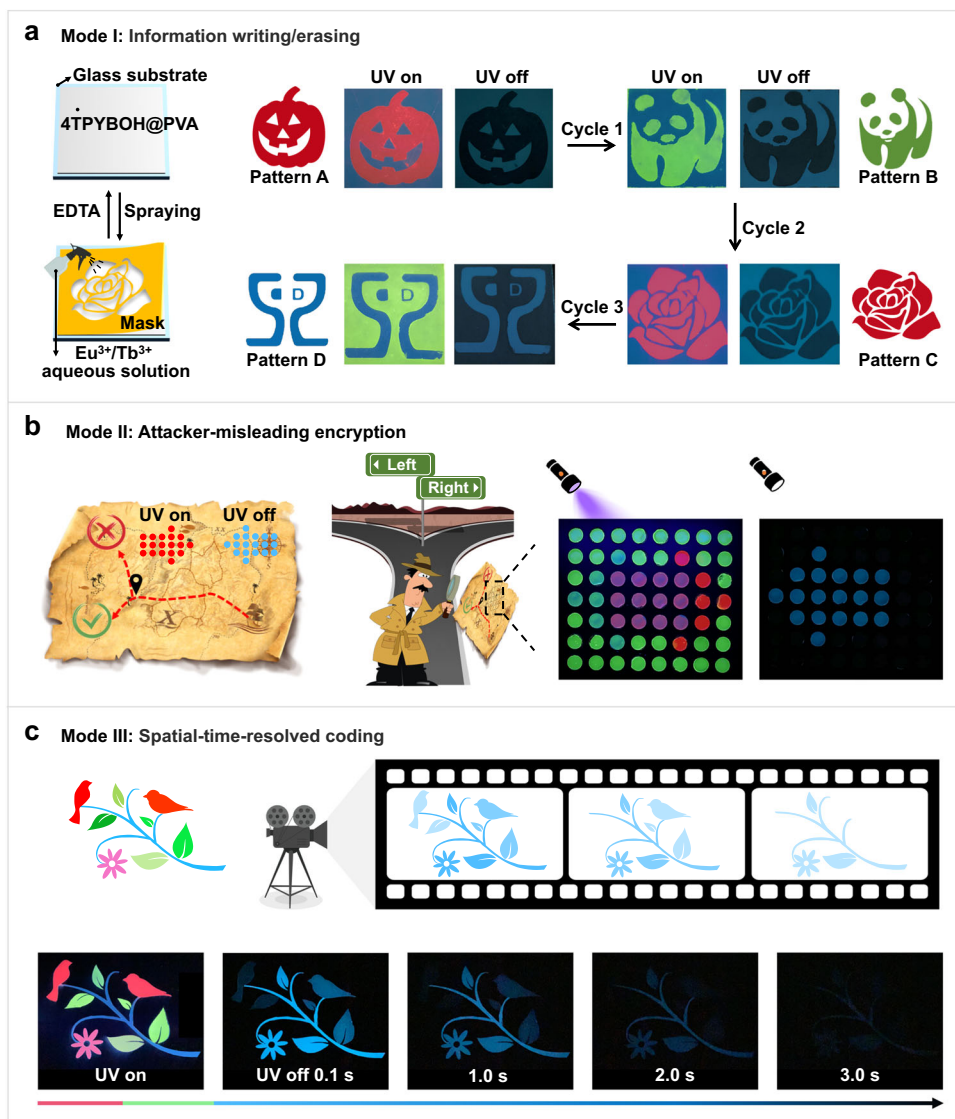 a
Mode I: Information writing/erasing
Glass substrate
4TPYBOH@PVA
EDTA
Spraying
Mask
Eu³⁺/Tb³⁺
aqueous solution
UV on
UV off
Pattern A
Cycle 1
UV on
UV off
Pattern B
Cycle 2
Pattern D
D
D
D
Cycle 3
Pattern C
b
Mode II: Attacker-misleading encryption
UV on
UV off
X
Left
Right
c
Mode III: Spatial-time-resolved coding
UV on
UV off 0.1 s
1.0 s
2.0 s
3.0 s